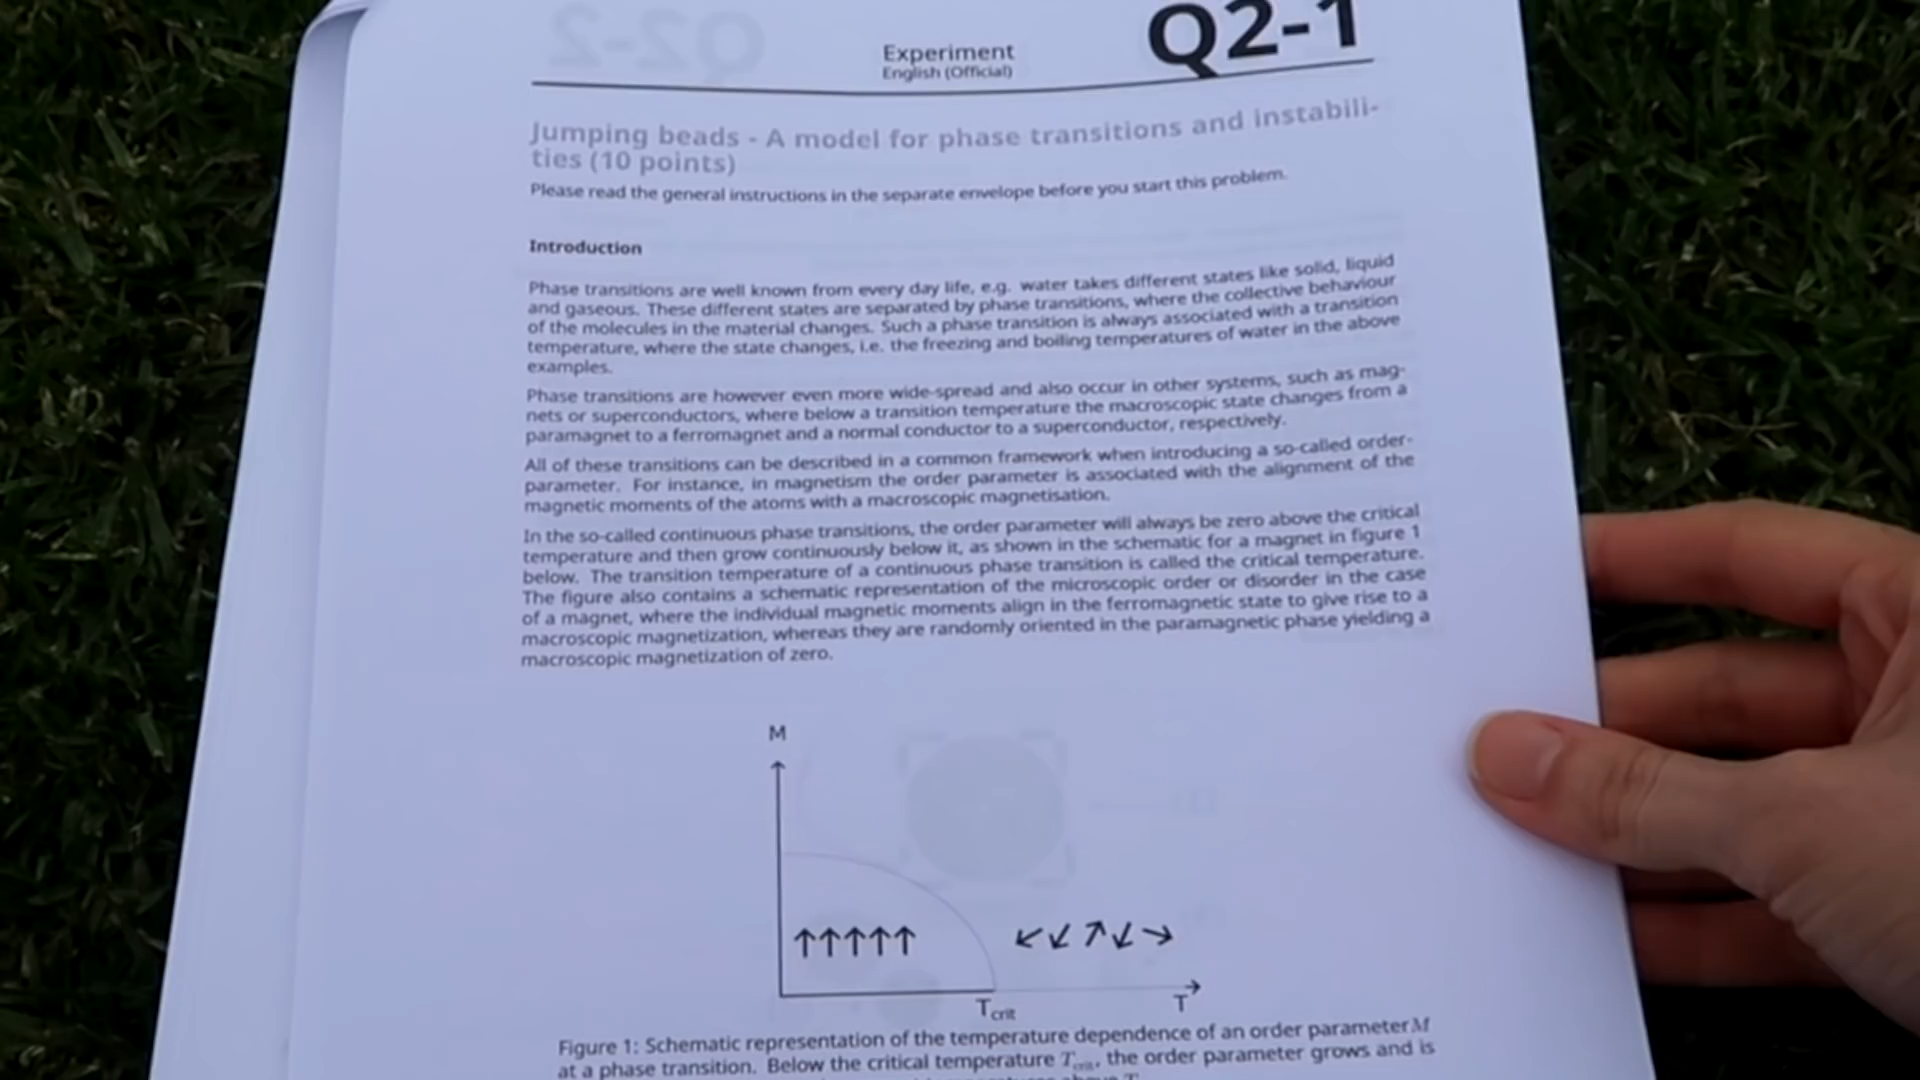 Q2-1
Experiment
English (Official)
Jumping beads - A model for phase transitions and instabili-
ties (10 points)
Please read the general instructions in the separate envelope before you start this problem.
Introduction
Phase transitions are well known from every day life, e.g. water takes different states like solid, liquid
and gaseous. These different states are separated by phase transitions, where the collective behaviour
of the molecules in the material changes. Such a phase transition is always associated with a transition
temperature, where the state changes, i.e. the freezing and boiling temperatures of water in the above
examples.
Phase transitions are however even more wide-spread and also occur in other systems, such as mag-
nets or superconductors, where below a transition temperature the macroscopic state changes from a
paramagnet to a ferromagnet and a normal conductor to a superconductor, respectively.
All of these transitions can be described in a common framework when introducing a so-called order-
parameter. For instance, in magnetism the order parameter is associated with the alignment of the
magnetic moments of the atoms with a macroscopic magnetisation.
In the so-called continuous phase transitions, the order parameter will always be zero above the critical
temperature and then grow continuously below it, as shown in the schematic for a magnet in figure 1
below. The transition temperature of a continuous phase transition is called the critical temperature.
The figure also contains a schematic representation of the microscopic order or disorder in the case
of a magnet, where the individual magnetic moments align in the ferromagnetic state to give rise to a
macroscopic magnetization, whereas they are randomly oriented in the paramagnetic phase yielding a
macroscopic magnetization of zero.
M
T
Tcrit
Figure 1: Schematic representation of the temperature dependence of an order parameter M
at a phase transition. Below the critical temperature Tcrit, the order parameter grows and is